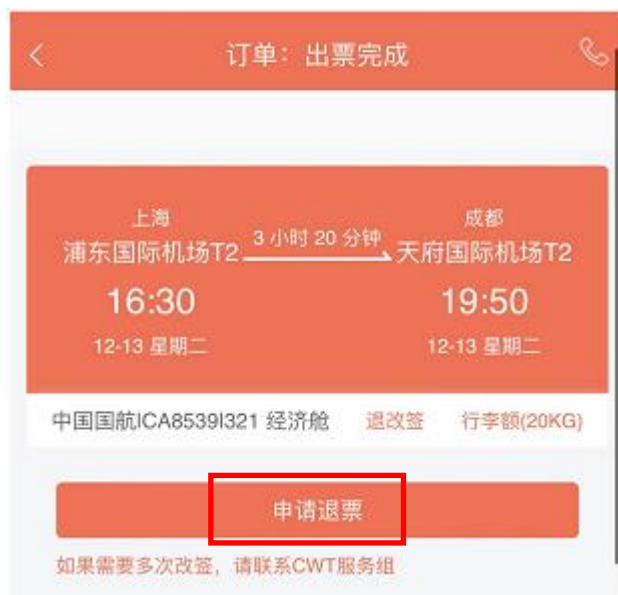 订单：出票完成
上海
成都
浦东国际机场T2
3 小时 20 分钟
天府国际机场T2
16:30
19:50
12-13 星期二
12-13 星期二
中国国航ICA8539I321 经济舱 退改签 行李额(20KG)
申请退票
如果需要多次改签，请联系CWT服务组